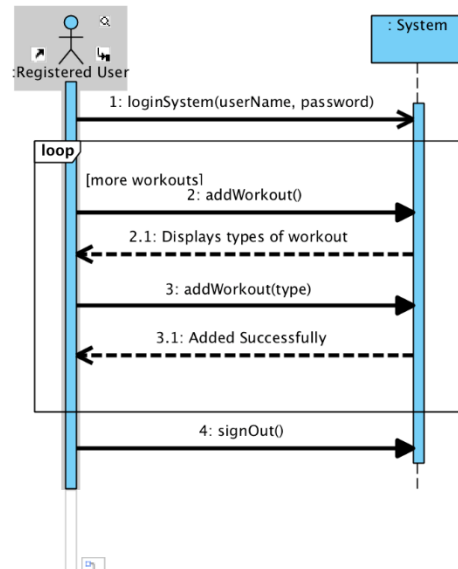 : System
:Registered User
1: loginSystem(userName, password)
loop
[more workouts]
2: addWorkout()
2.1: Displays types of workout
3: addWorkout(type)
3.1: Added Successfully
4: signOut()